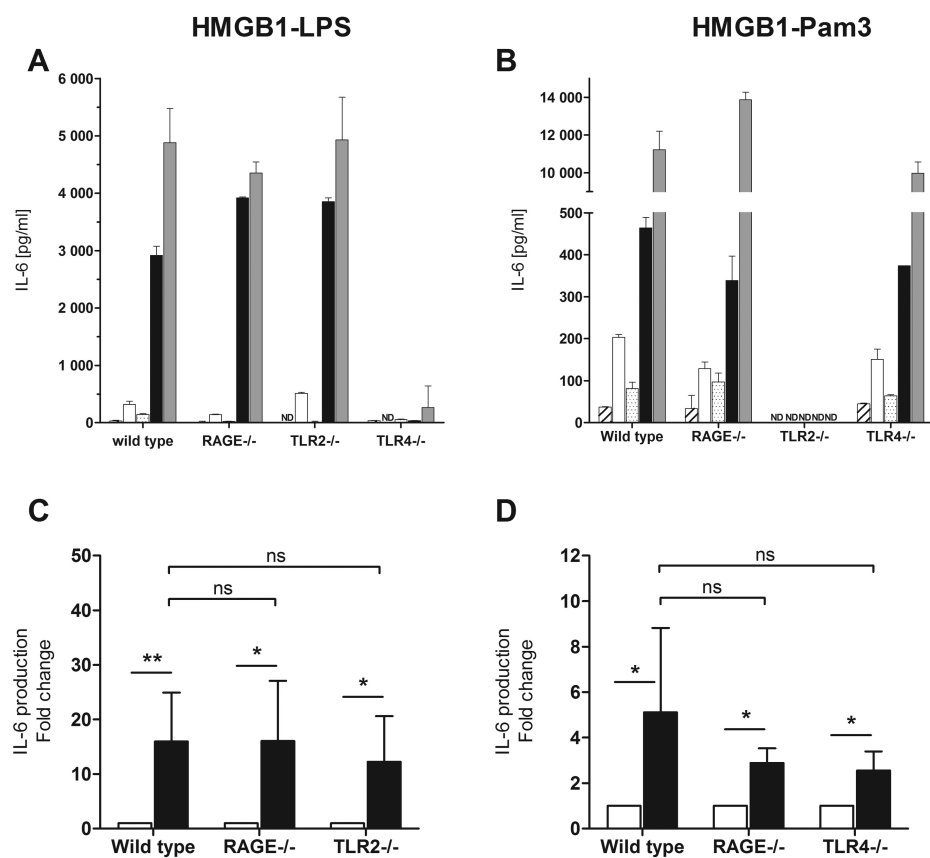 HMGB1-LPS
HMGB1-Pam3
A
6 000
5 000
4 000
3 000
2 000
1 000
0
IL-6 [pg/ml]
ND
ND
wild type
RAGE-/-
TLR2-/-
TLR4-/-
B
14 000
12 000
10 000
500
400
300
200
100
0
IL-6 [pg/ml]
ND NDNDNDND
Wild type
RAGE-/-
TLR2-/-
TLR4-/-
C
50
40
30
20
10
0
IL-6 production
Fold change
ns
ns
**
*
*
Wild type
RAGE-/-
TLR2-/-
D
12
10
8
6
4
2
0
IL-6 production
Fold change
ns
ns
*
*
*
Wild type
RAGE-/-
TLR4-/-